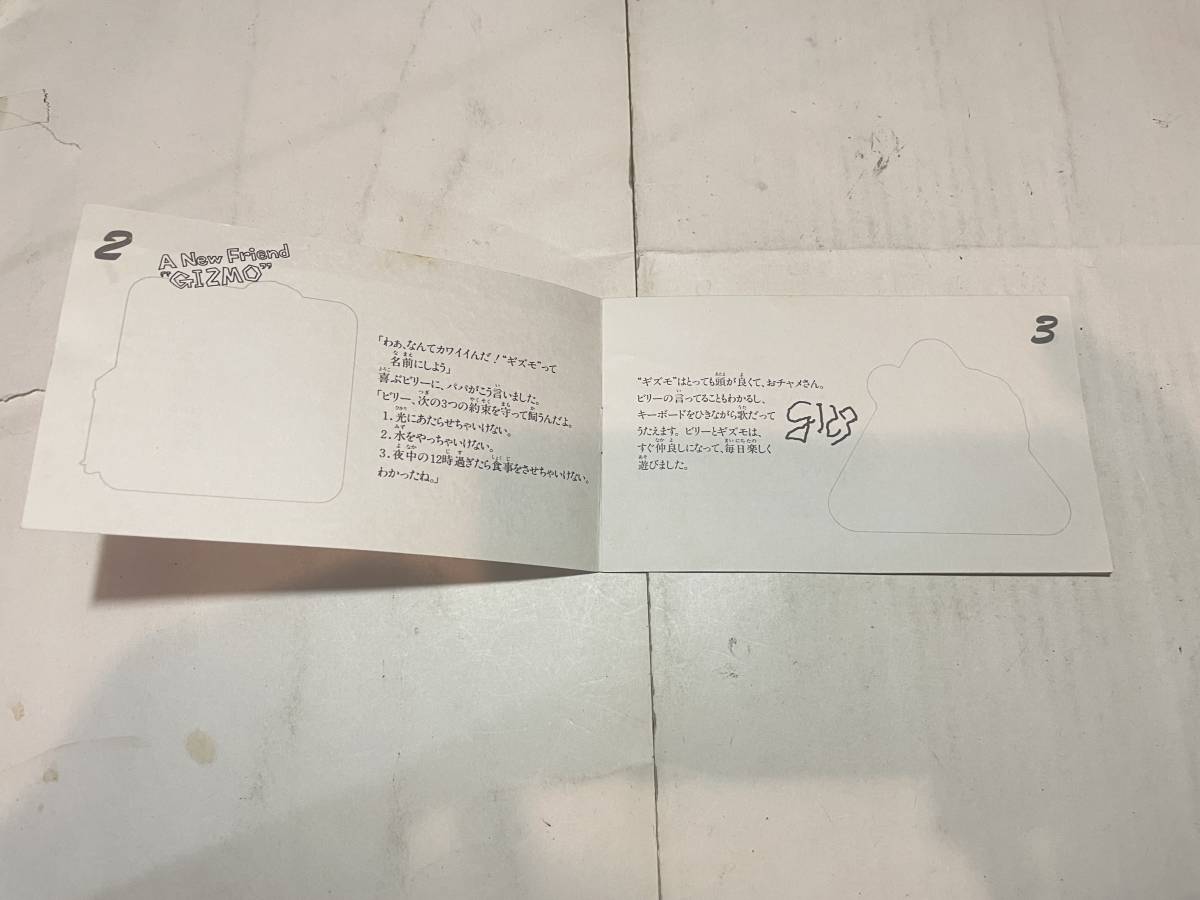 2
A New Friend
"GIZMO"
「わぁ、なんてカワイイんだ！"ギズモ"って
名前にしよう」
喜ぶビリーに、パパがこう言いました。
「ビリー、次の3つの約束を守って飼うんだよ。
1. 光にあたらせちゃいけない。
2. 水をやっちゃいけない。
3. 夜中の12時過ぎたら食事をさせちゃいけない。
わかったね。」
3
"ギズモ"はとっても頭が良くて、おチャメさん。
ビリーの言ってることもわかるし、
キーボードをひきながら歌だって
うたえます。ビリーとギズモは、
すぐ仲良しになって、毎日楽しく
遊びました。